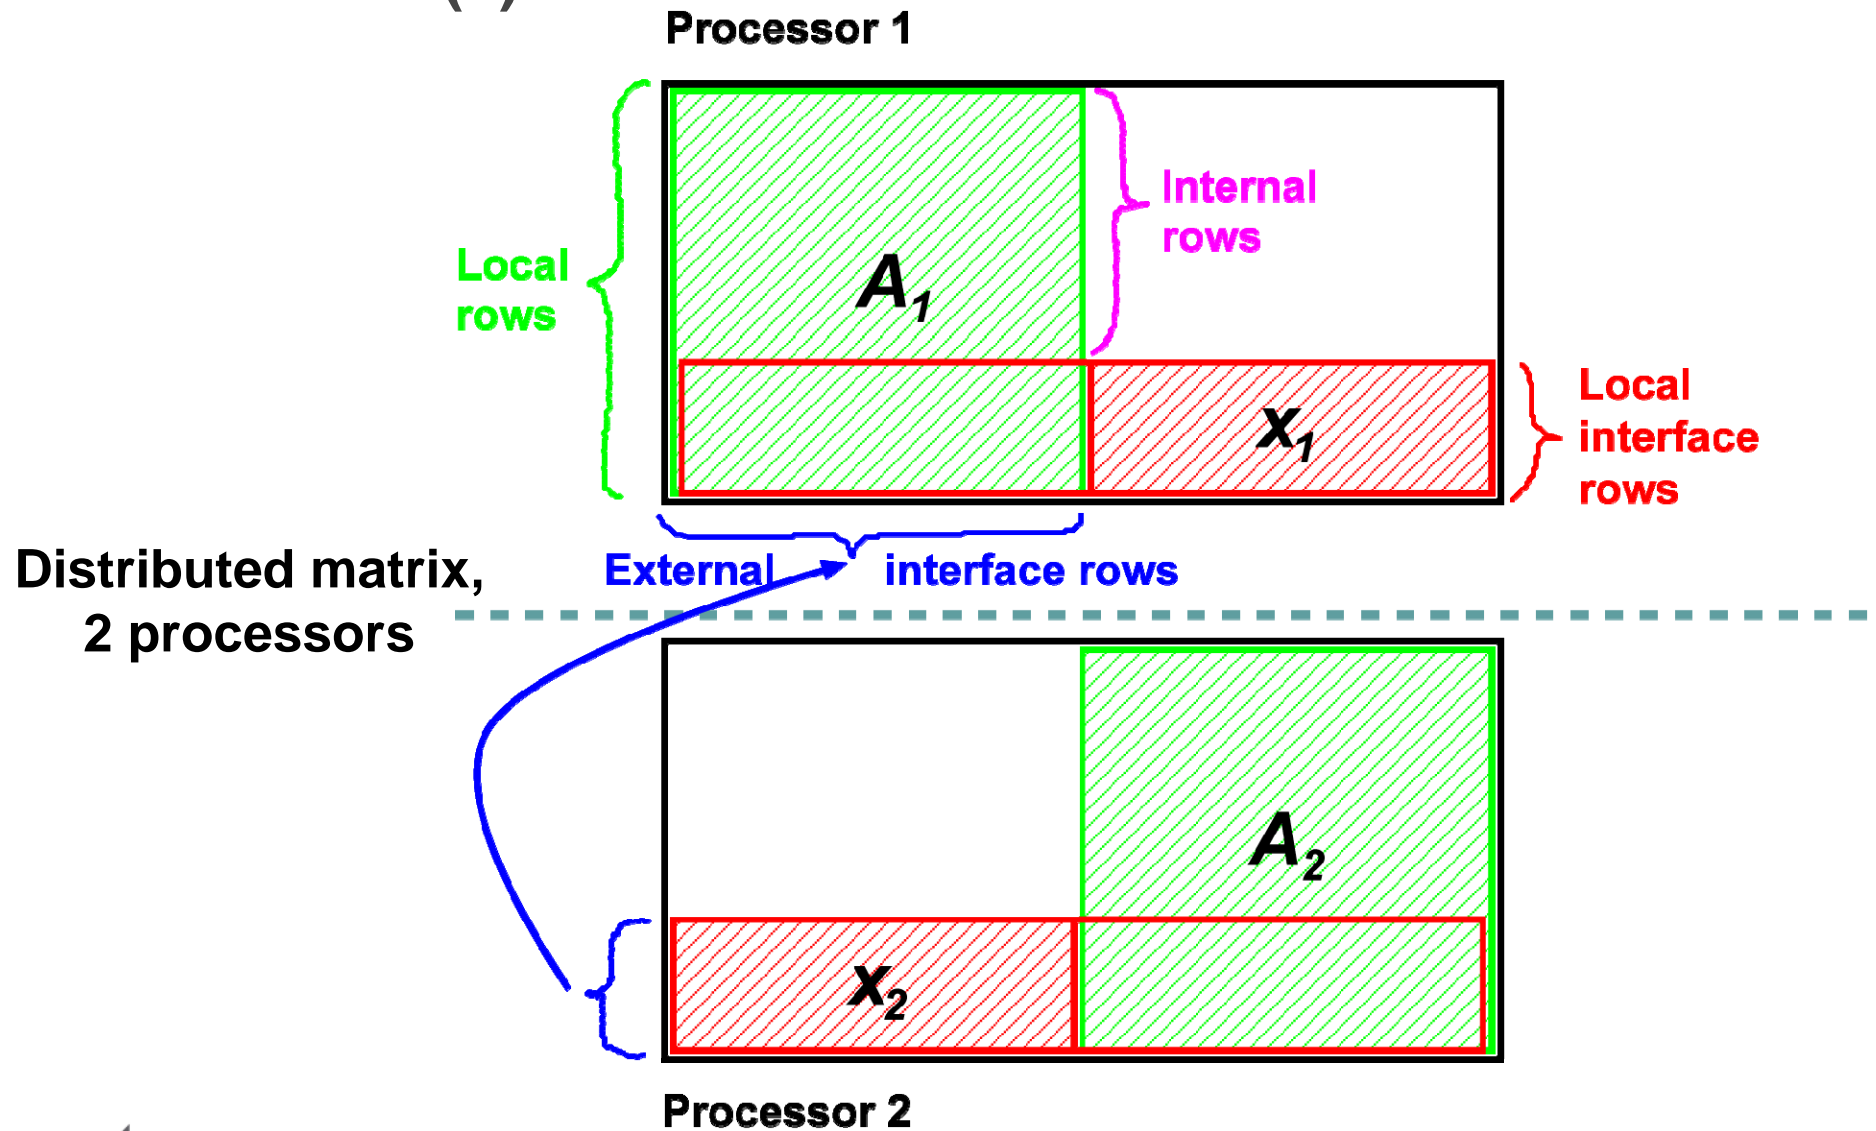 Processor 1
Internal
rows
Local
rows
A1
Local
interface
rows
x1
External interface rows
Distributed matrix,
2 processors
A2
x2
Processor 2